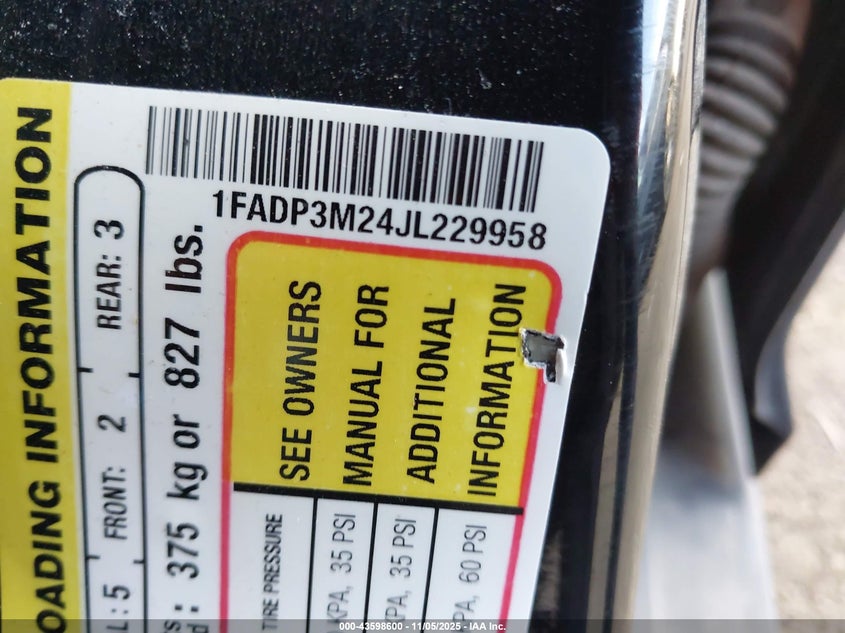 1FADP3M24JL229958
OADING INFORMATION
L: 5 FRONT: 2 REAR: 3
s: 375 kg or 827 lbs.
SEE OWNERS
MANUAL FOR
ADDITIONAL
INFORMATION
TIRE PRESSURE
KPA, 35 PSI
PA, 35 PSI
PA, 60 PSI
000-43598600 - 11/05/2025 - IAA Inc.